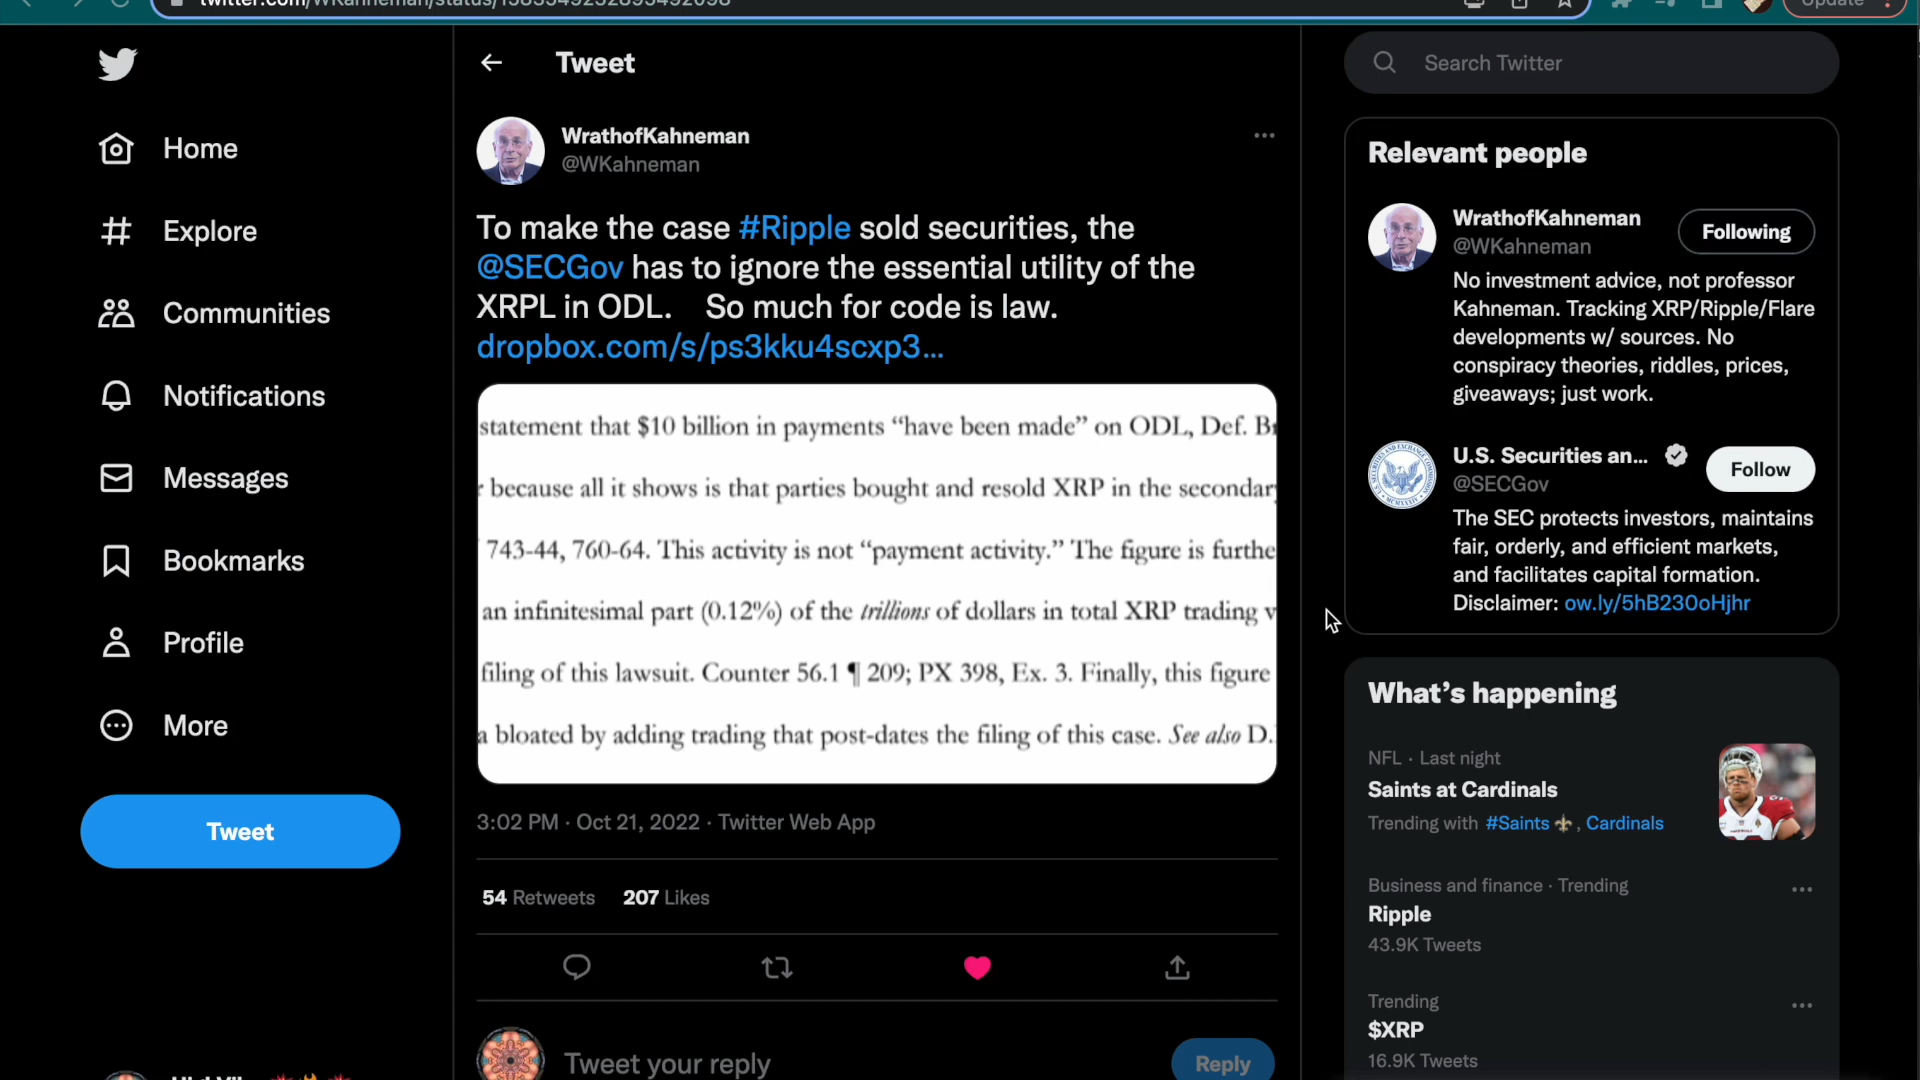 Update
Tweet
Search Twitter
Home
Explore
Communities
Notifications
Messages
Bookmarks
Profile
More
Tweet
WrathofKahneman
@WKahneman
To make the case #Ripple sold securities, the
@SECGov has to ignore the essential utility of the
XRPL in ODL. So much for code is law.
dropbox.com/s/ps3kku4scxp3...
statement that $10 billion in payments “have been made” on ODL, Def. Br
because all it shows is that parties bought and resold XRP in the secondary
743-44, 760-64. This activity is not “payment activity.” The figure is furthe
an infinitesimal part (0.12%) of the trillions of dollars in total XRP trading v
filing of this lawsuit. Counter 56.1 ¶ 209; PX 398, Ex. 3. Finally, this figure
a bloated by adding trading that post-dates the filing of this case. See also D.
3:02 PM · Oct 21, 2022 · Twitter Web App
54 Retweets 207 Likes
Tweet your reply
Reply
Relevant people
WrathofKahneman
@WKahneman
Following
No investment advice, not professor
Kahneman. Tracking XRP/Ripple/Flare
developments w/ sources. No
conspiracy theories, riddles, prices,
giveaways; just work.
U.S. Securities an...
@SECGov
Follow
The SEC protects investors, maintains
fair, orderly, and efficient markets,
and facilitates capital formation.
Disclaimer: ow.ly/5hB230oHjhr
What’s happening
NFL · Last night
Saints at Cardinals
Trending with #Saints , Cardinals
Business and finance · Trending
Ripple
43.9K Tweets
Trending
$XRP
16.9K Tweets